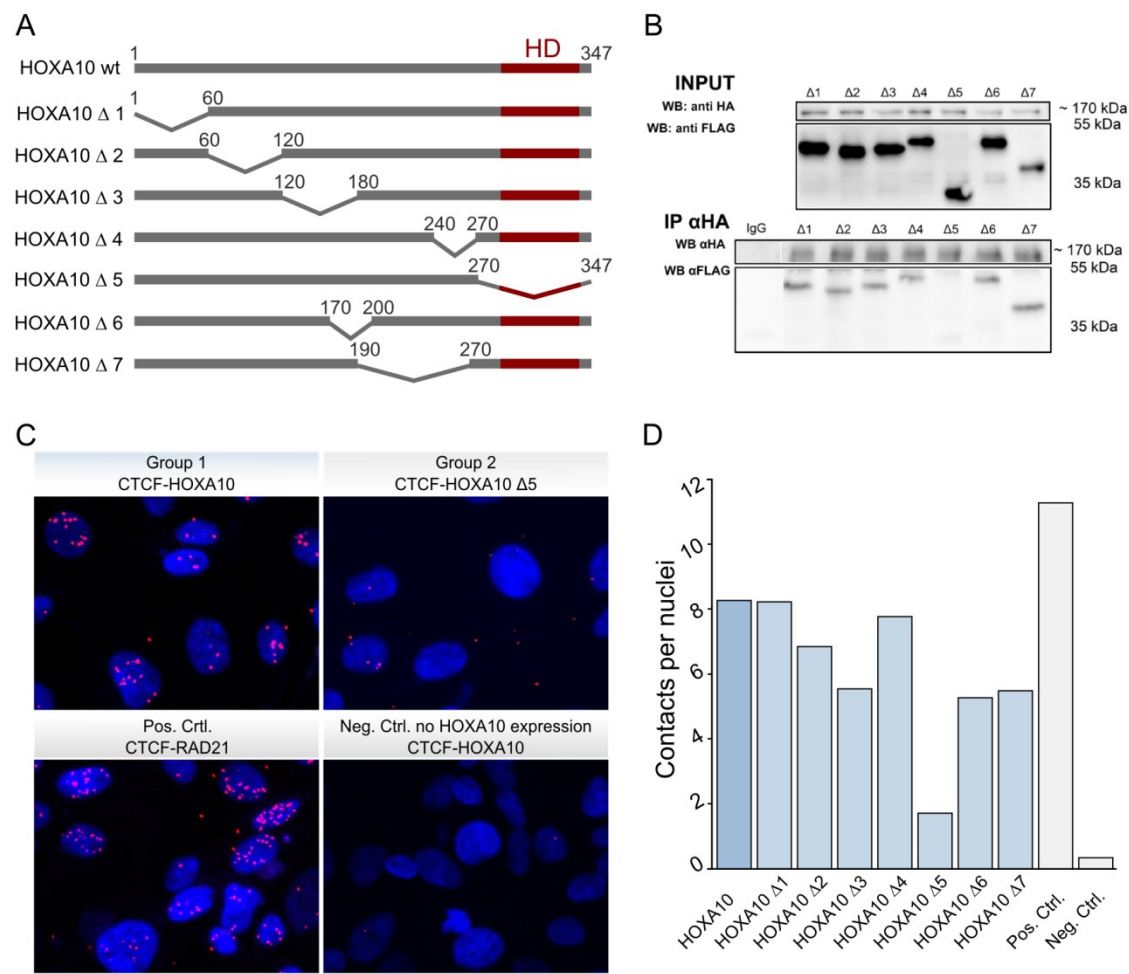 A
HD
1 347
HOXA10 wt
1 60
HOXA10 Δ 1
60 120
HOXA10 Δ 2
120 180
HOXA10 Δ 3
240 270
HOXA10 Δ 4
270 347
HOXA10 Δ 5
170 200
HOXA10 Δ 6
190 270
HOXA10 Δ 7
B
INPUT
Δ1 Δ2 Δ3 Δ4 Δ5 Δ6 Δ7
WB: anti HA
~ 170 kDa
WB: anti FLAG
55 kDa
35 kDa
IP αHA
IgG Δ1 Δ2 Δ3 Δ4 Δ5 Δ6 Δ7
WB αHA
~ 170 kDa
WB αFLAG
55 kDa
35 kDa
C
Group 1
CTCF-HOXA10
Group 2
CTCF-HOXA10 Δ5
Pos. Crtl.
CTCF-RAD21
Neg. Ctrl. no HOXA10 expression
CTCF-HOXA10
D
Contacts per nuclei
12
10
8
6
4
2
0
HOXA10
HOXA10 Δ1
HOXA10 Δ2
HOXA10 Δ3
HOXA10 Δ4
HOXA10 Δ5
HOXA10 Δ6
HOXA10 Δ7
Pos. Ctrl.
Neg. Ctrl.